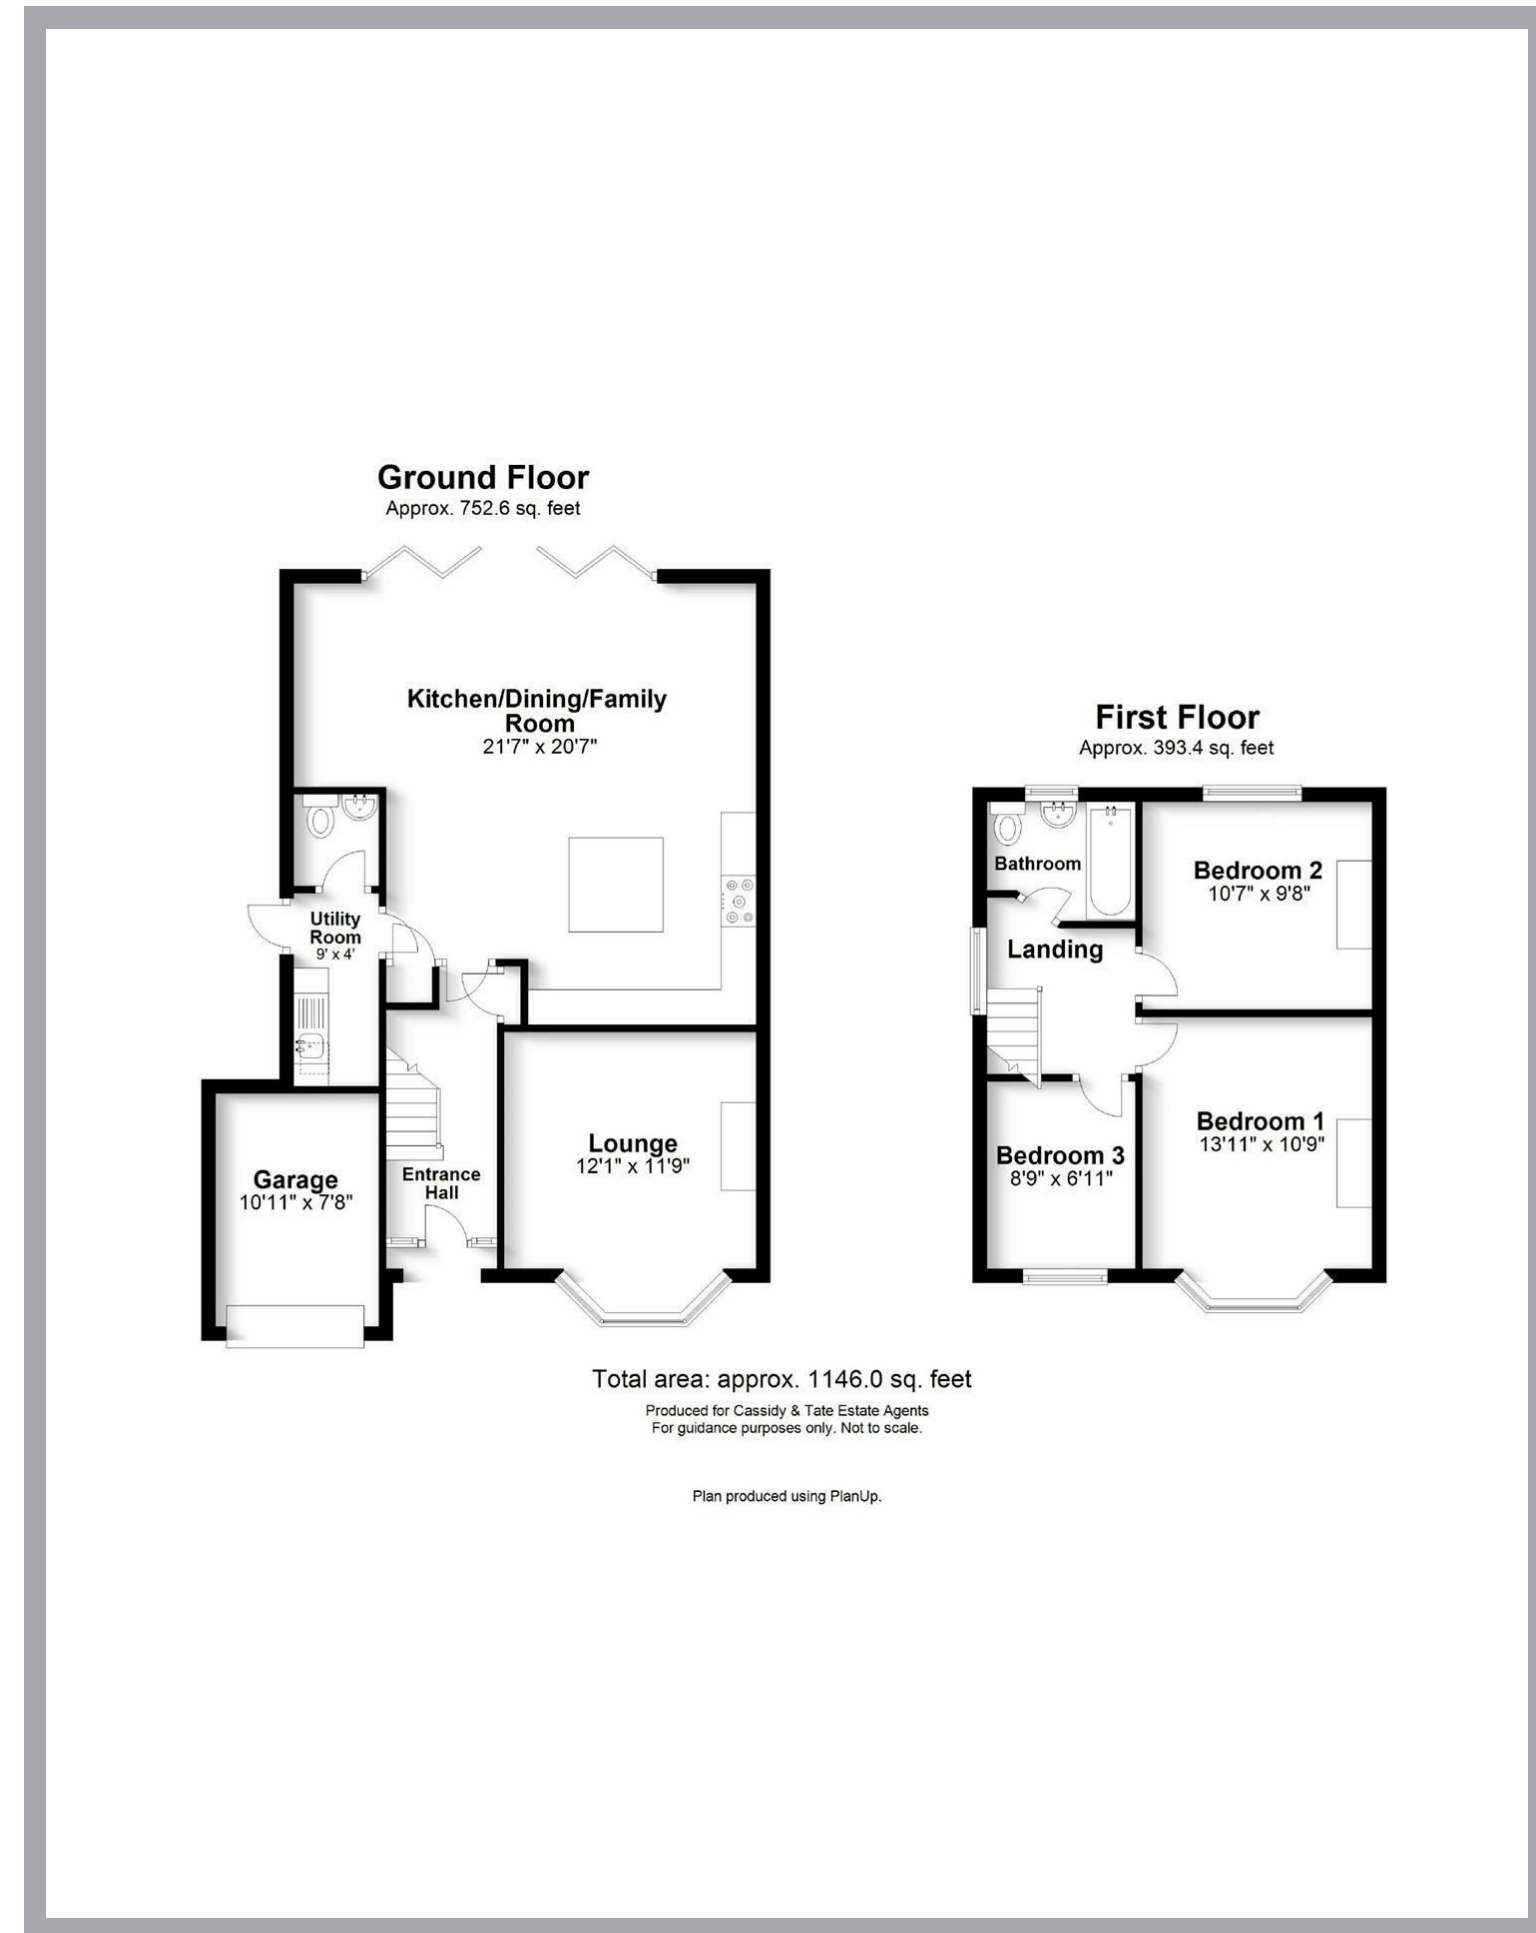 Ground Floor
Approx. 752.6 sq. feet
Kitchen/Dining/Family
Room
21'7" x 20'7"
Utility
Room
9' x 4'
Lounge
12'1" x 11'9"
Entrance
Hall
Garage
10'11" x 7'8"
First Floor
Approx. 393.4 sq. feet
Bathroom
Bedroom 2
10'7" x 9'8"
Landing
Bedroom 1
13'11" x 10'9"
Bedroom 3
8'9" x 6'11"
Total area: approx. 1146.0 sq. feet
Produced for Cassidy & Tate Estate Agents
For guidance purposes only. Not to scale.
Plan produced using PlanUp.